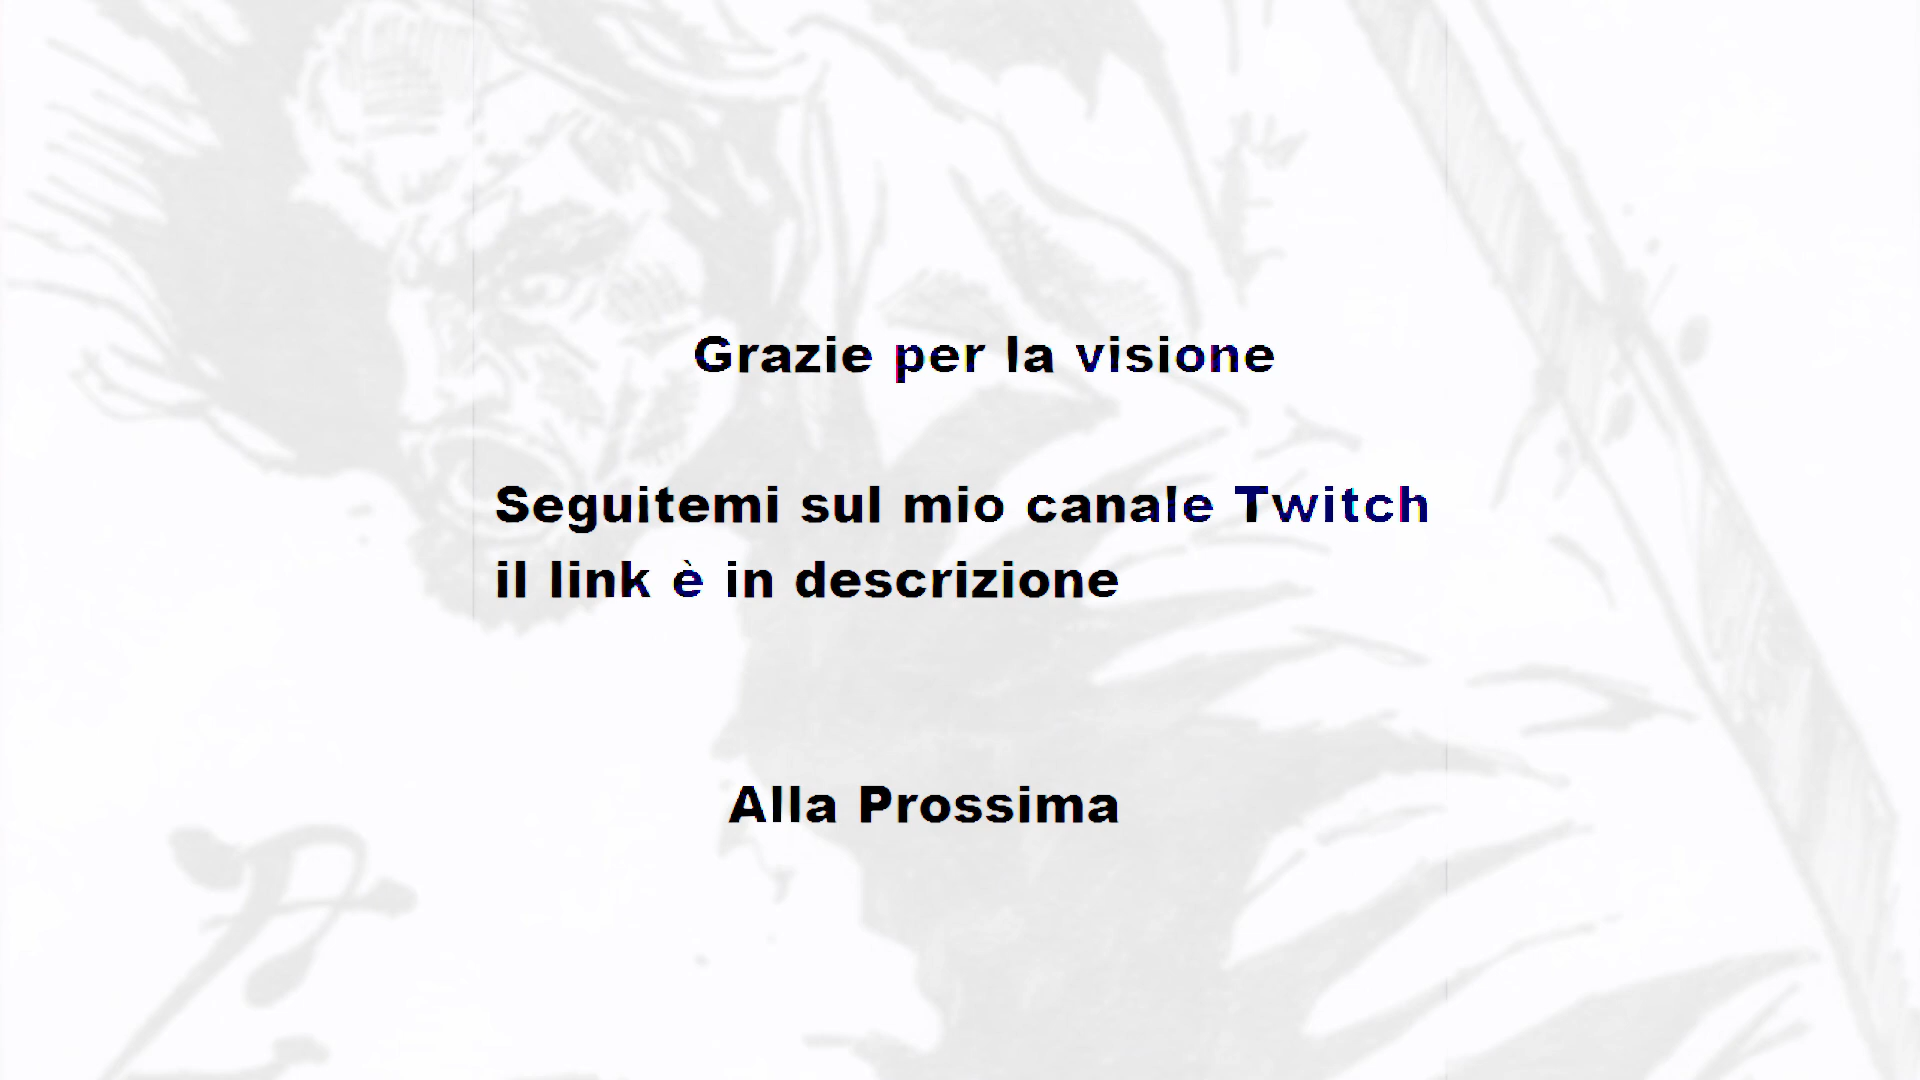 Grazie per la visione
Seguitemi sul mio canale Twitch
il link è in descrizione
Alla Prossima